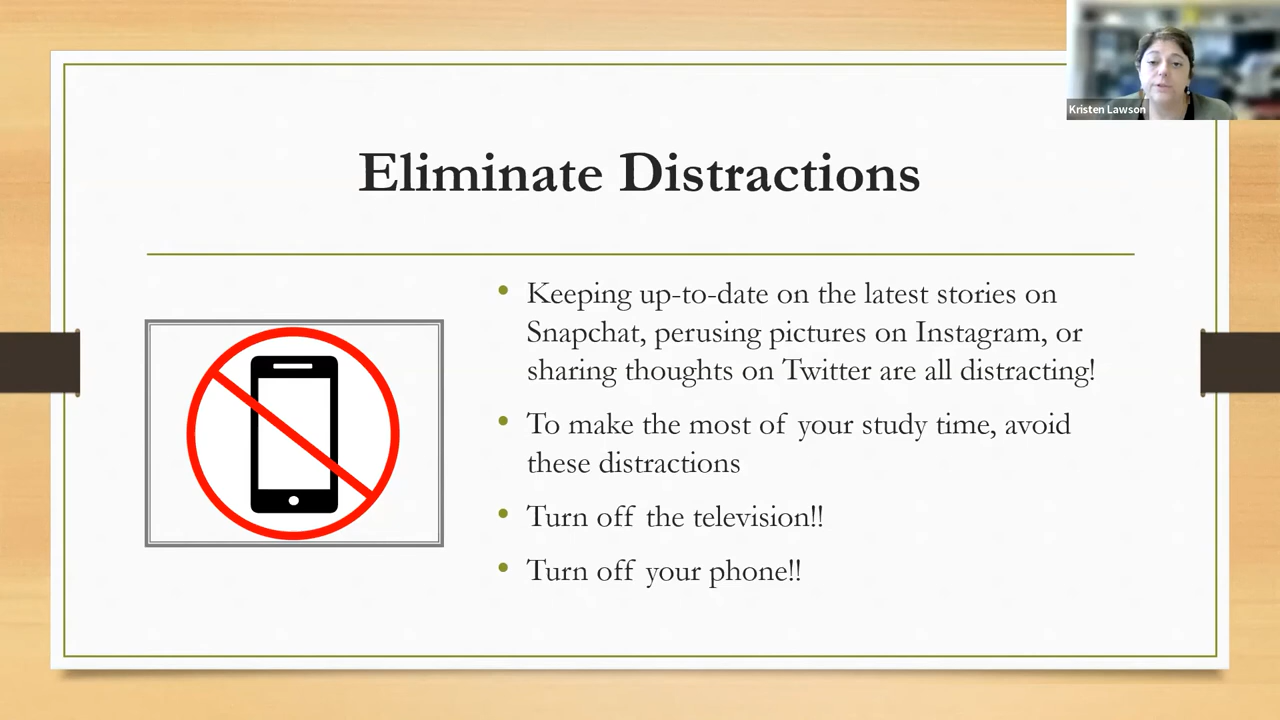 Kristen Lawson
Eliminate Distractions
• Keeping up-to-date on the latest stories on
Snapchat, perusing pictures on Instagram, or
sharing thoughts on Twitter are all distracting!
• To make the most of your study time, avoid
these distractions
• Turn off the television!!
• Turn off your phone!!